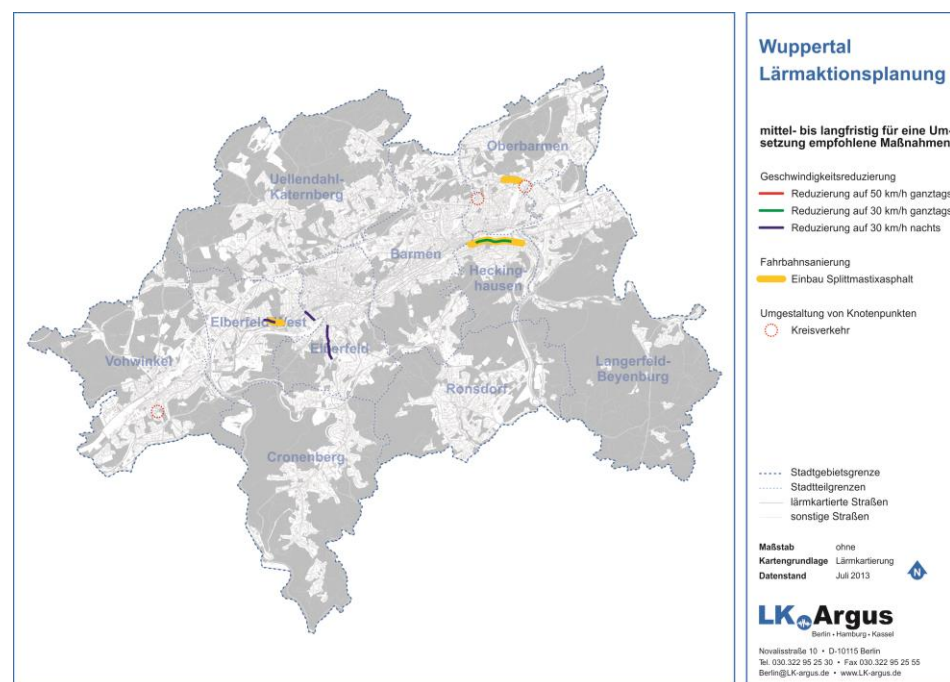 Oberbarmen
Uellendahl-
Katernberg
Barmen
Hecking-
hausen
Elberfeld-West
Elberfeld
Vohwinkel
Langerfeld-
Beyenburg
Ronsdorf
Cronenberg
Wuppertal
Lärmaktionsplanung
mittel- bis langfristig für eine Um-
setzung empfohlene Maßnahmen
Geschwindigkeitsreduzierung
Reduzierung auf 50 km/h ganztags
Reduzierung auf 30 km/h ganztags
Reduzierung auf 30 km/h nachts
Fahrbahnsanierung
Einbau Splittmastixasphalt
Umgestaltung von Knotenpunkten
Kreisverkehr
Stadtgebietsgrenze
Stadtteilgrenzen
lärmkartierte Straßen
sonstige Straßen
Maßstab ohne
Kartengrundlage Lärmkartierung
Datenstand Juli 2013
N
LK Argus
Berlin • Hamburg • Kassel
Novalisstraße 10 • D-10115 Berlin
Tel. 030.322 95 25 30 • Fax 030.322 95 25 55
Berlin@LK-argus.de • www.LK-argus.de